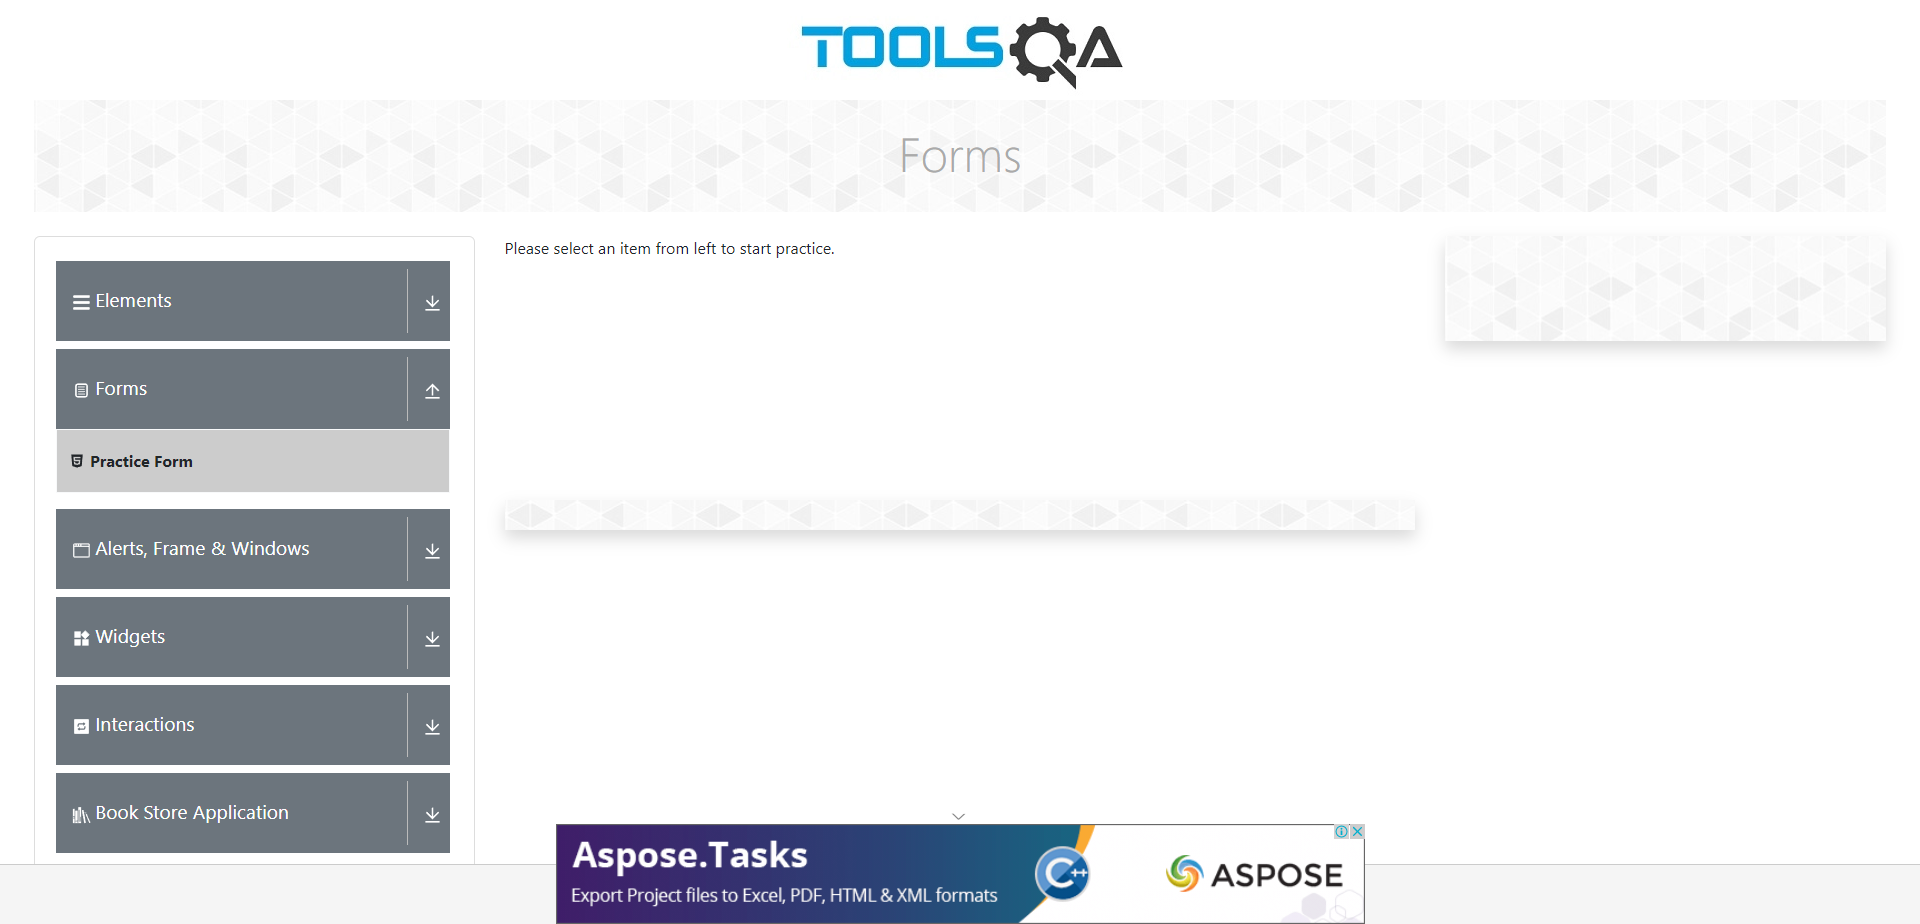 TOOLSQA
Forms
Please select an item from left to start practice.
Elements
Forms
Practice Form
Alerts, Frame & Windows
Widgets
Interactions
Book Store Application
Aspose.Tasks
Export Project files to Excel, PDF, HTML & XML formats
C++
ASPOSE